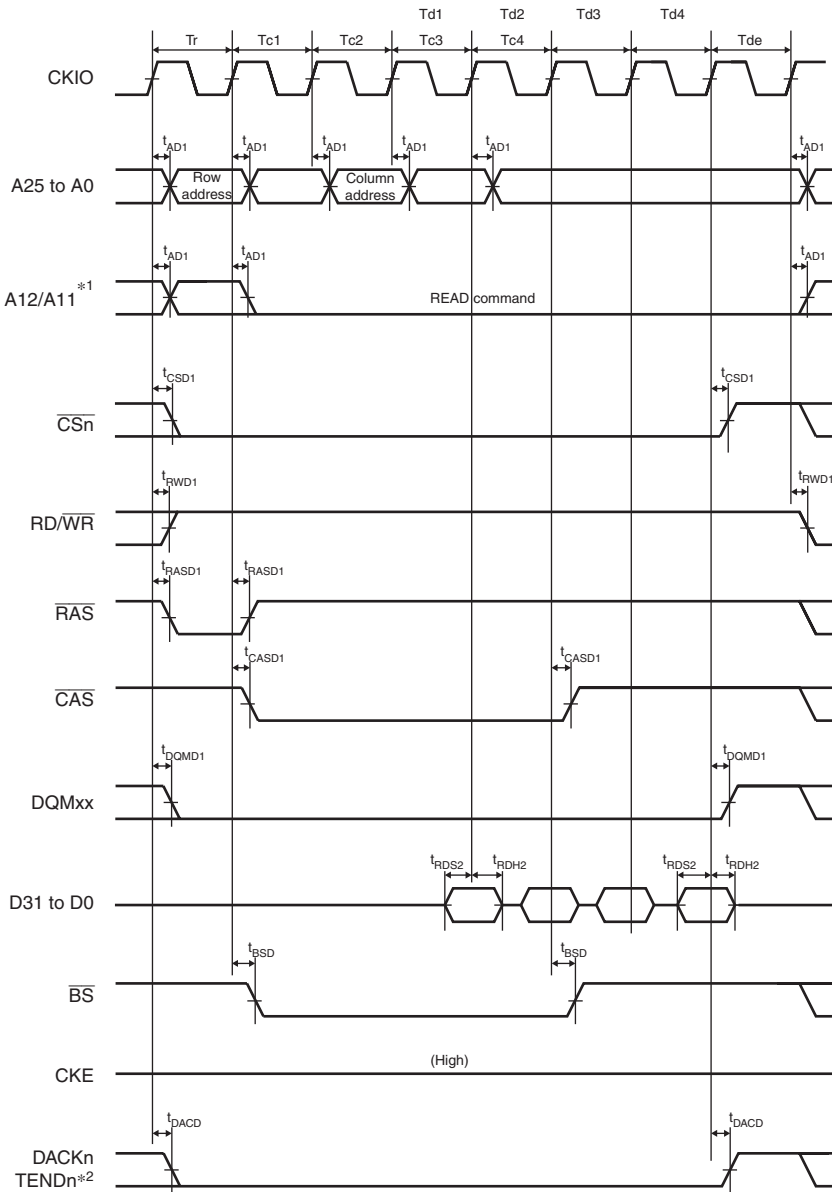 Td1 Td2 Td3 Td4
Tr Tc1 Tc2 Tc3 Tc4 Tde
CKIO
tAD1 tAD1 tAD1 tAD1 tAD1 tAD1
A25 to A0 Row address Column address
tAD1 tAD1 tAD1
A12/A11*1 READ command
tCSD1 tCSD1
CSn
tRWD1 tRWD1
RD/WR
tRASD1 tRASD1
RAS
tCASD1 tCASD1
CAS
tDQMD1 tDQMD1
DQMxx
tRDS2 tRDH2 tRDS2 tRDH2
D31 to D0
tBSD tBSD
BS
(High)
CKE
tDACD tDACD
DACKn
TENDn*2